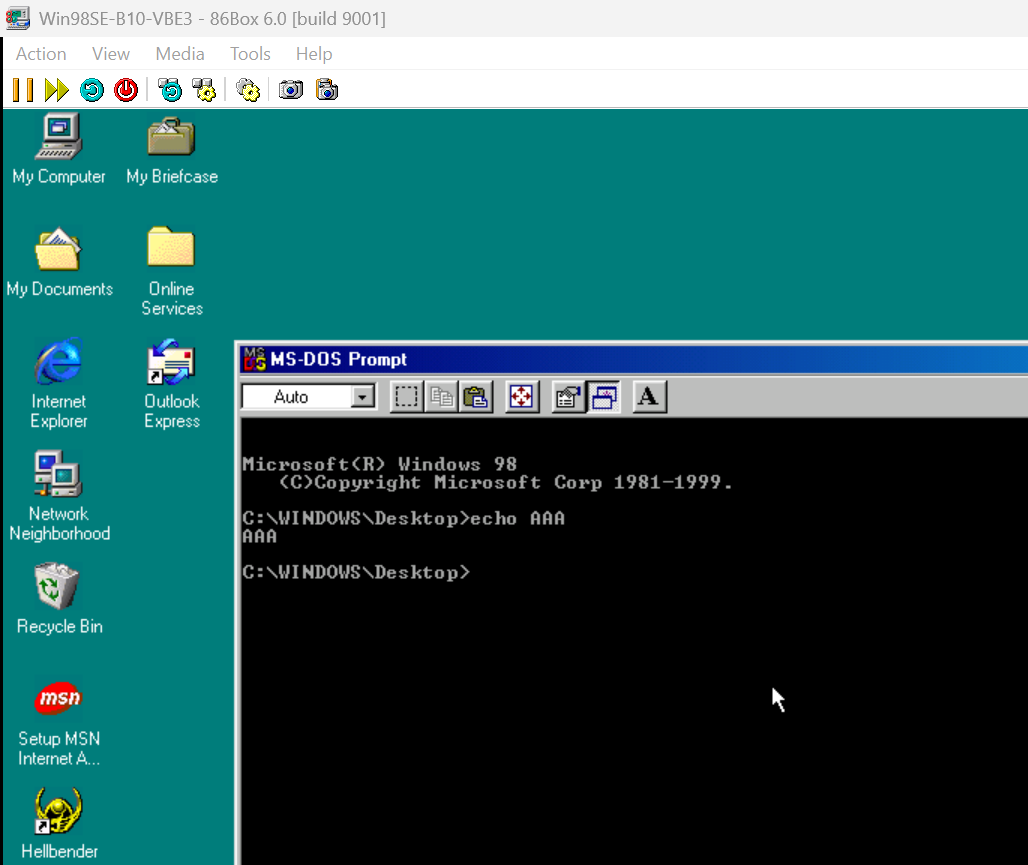 Win98SE-B10-VBE3 - 86Box 6.0 [build 9001]
Action View Media Tools Help
My Computer
My Briefcase
My Documents
Online
Services
Internet
Explorer
Outlook
Express
Network
Neighborhood
Recycle Bin
msn
Setup MSN
Internet A...
Hellbender
MS-DOS Prompt
Auto
A
Microsoft(R) Windows 98
(C)Copyright Microsoft Corp 1981-1999.
C:\WINDOWS\Desktop>echo AAA
AAA
C:\WINDOWS\Desktop>